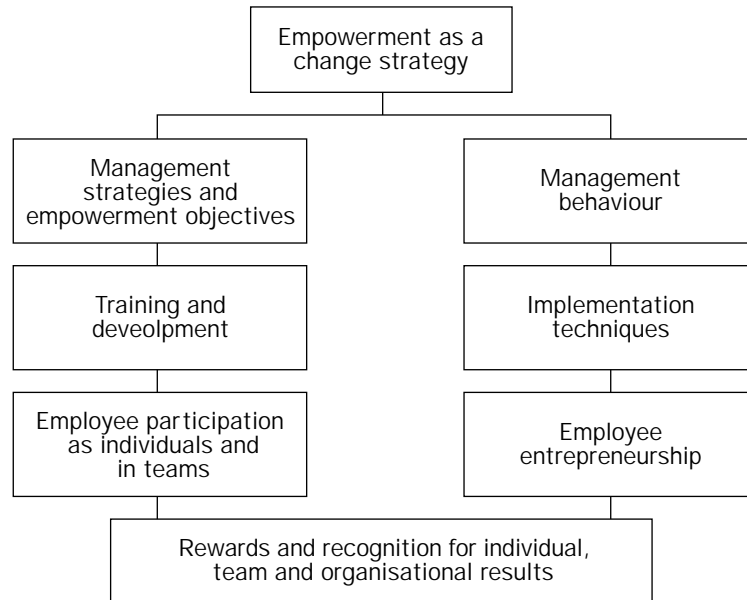 Empowerment as a
change strategy
Management
strategies and
empowerment objectives
Management
behaviour
Training and
deveolpment
Implementation
techniques
Employee participation
as individuals and
in teams
Employee
entrepreneurship
Rewards and recognition for individual,
team and organisational results